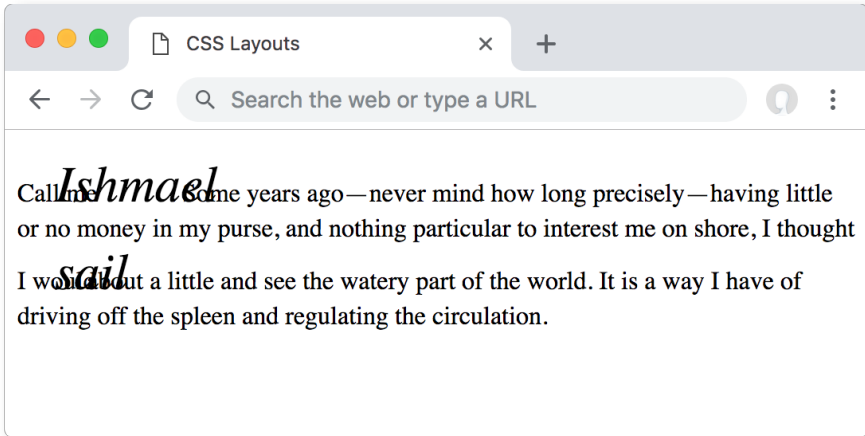 CSS Layouts
Search the web or type a URL
Call me Ishmael Some years ago—never mind how long precisely—having little
or no money in my purse, and nothing particular to interest me on shore, I thought
I would sail about a little and see the watery part of the world. It is a way I have of
driving off the spleen and regulating the circulation.